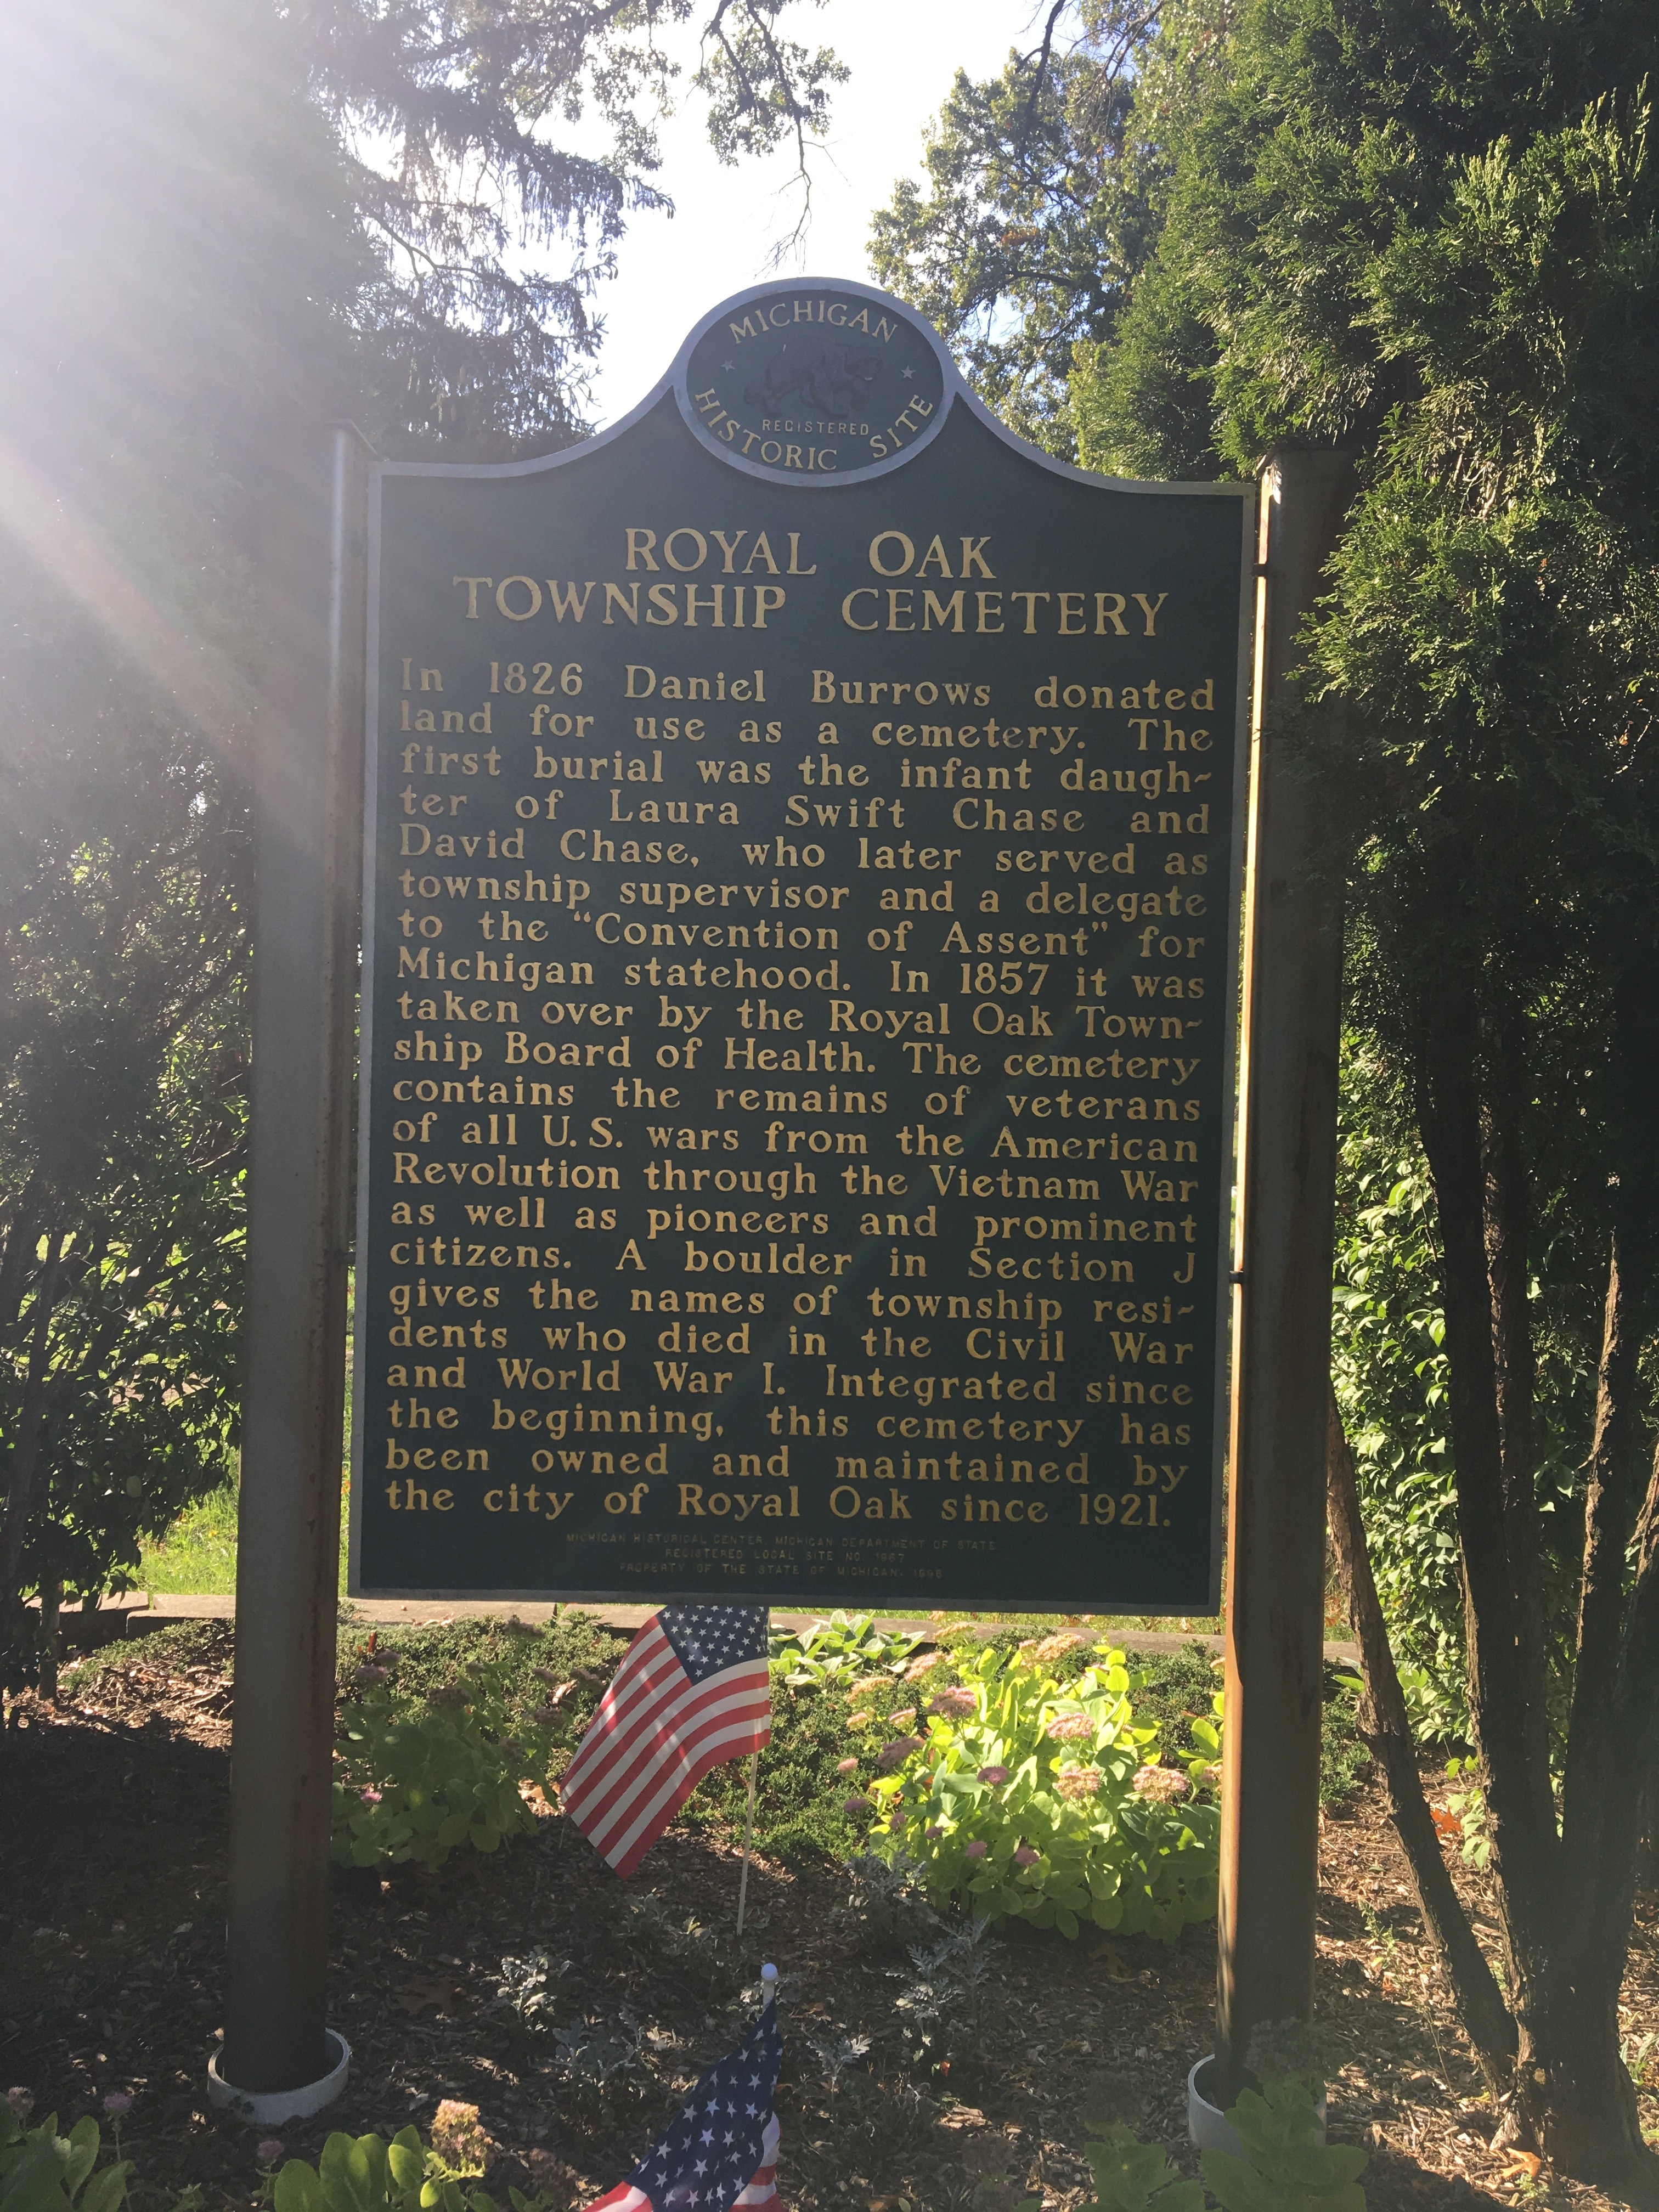 MICHIGAN
REGISTERED
HISTORIC SITE
ROYAL OAK
TOWNSHIP CEMETERY
In 1826 Daniel Burrows donated
land for use as a cemetery. The
first burial was the infant daugh-
ter of Laura Swift Chase and
David Chase, who later served as
township supervisor and a delegate
to the “Convention of Assent” for
Michigan statehood. In 1857 it was
taken over by the Royal Oak Town-
ship Board of Health. The cemetery
contains the remains of veterans
of all U.S. wars from the American
Revolution through the Vietnam War
as well as pioneers and prominent
citizens. A boulder in Section J
gives the names of township resi-
dents who died in the Civil War
and World War I. Integrated since
the beginning, this cemetery has
been owned and maintained by
the city of Royal Oak since 1921.
MICHIGAN HISTORICAL CENTER, MICHIGAN DEPARTMENT OF STATE
REGISTERED LOCAL SITE NO.
PROPERTY OF THE STATE OF MICHIGAN,